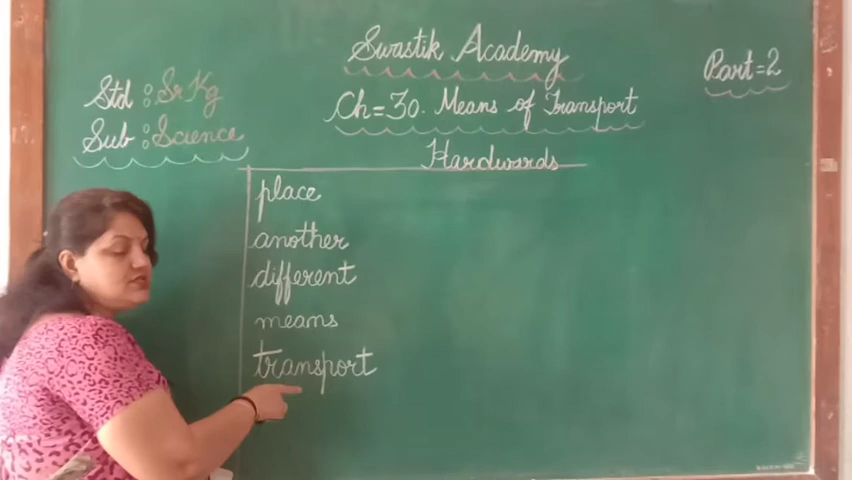 Swastik Academy
Part=2
Std : Sr Kg
Ch=30. Means of Transport
Sub : Science
Hardwards
place
another
different
means
transport